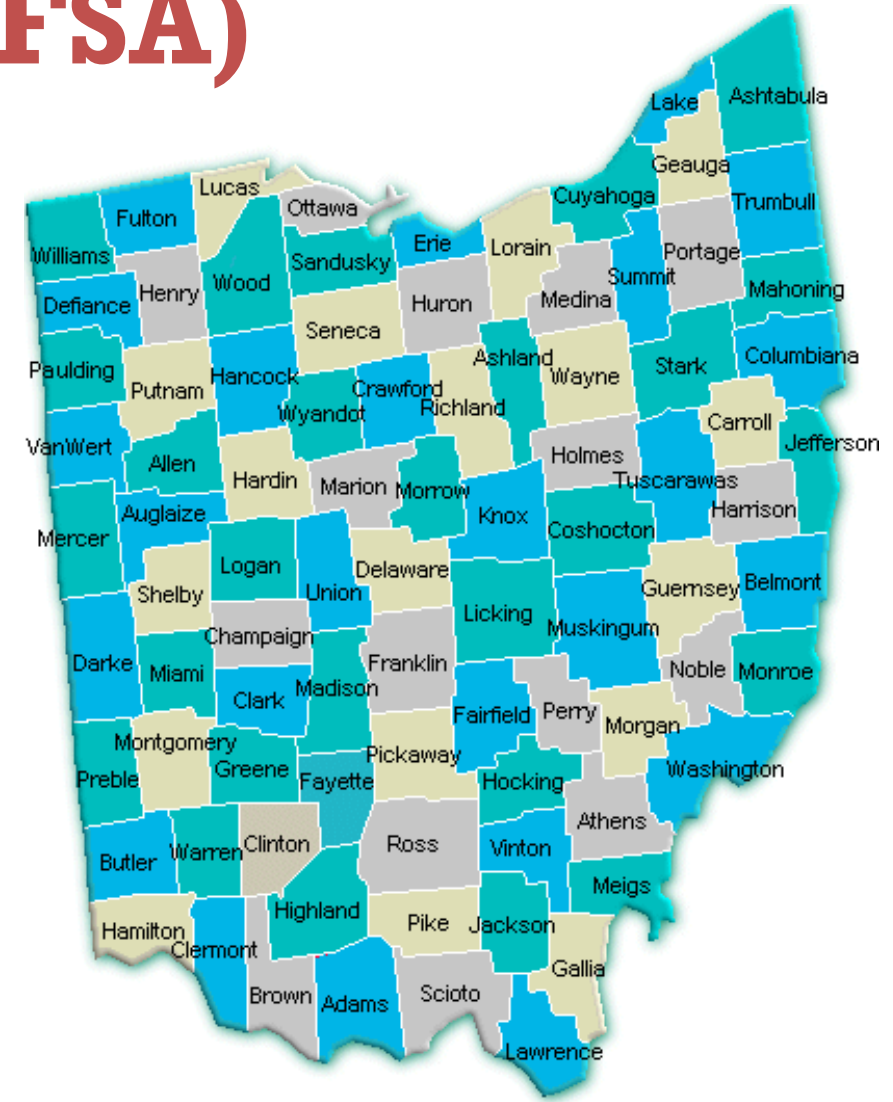 FSA)
Lake
Ashtabula
Geauga
Lucas
Cuyahoga
Trumbull
Ottawa
Fulton
Erie
Lorain
Portage
Williams
Sandusky
Summit
Wood
Mahoning
Henry
Medina
Defiance
Huron
Seneca
Ashland
Columbiana
Stark
Paulding
Wayne
Hancock
Putnam
Crawford
Richland
Wyandot
Carroll
VanWert
Jefferson
Holmes
Allen
Hardin
Tuscarawas
Marion
Morrow
Harrison
Auglaize
Knox
Coshocton
Mercer
Logan
Delaware
Belmont
Guernsey
Shelby
Union
Licking
Muskingum
Champaign
Darke
Franklin
Noble
Monroe
Miami
Madison
Clark
Fairfield
Perry
Morgan
Montgomery
Pickaway
Greene
Washington
Preble
Fayette
Hocking
Athens
Clinton
Ross
Vinton
Warren
Butler
Meigs
Highland
Pike
Jackson
Hamilton
Clermont
Gallia
Scioto
Brown
Adams
Lawrence